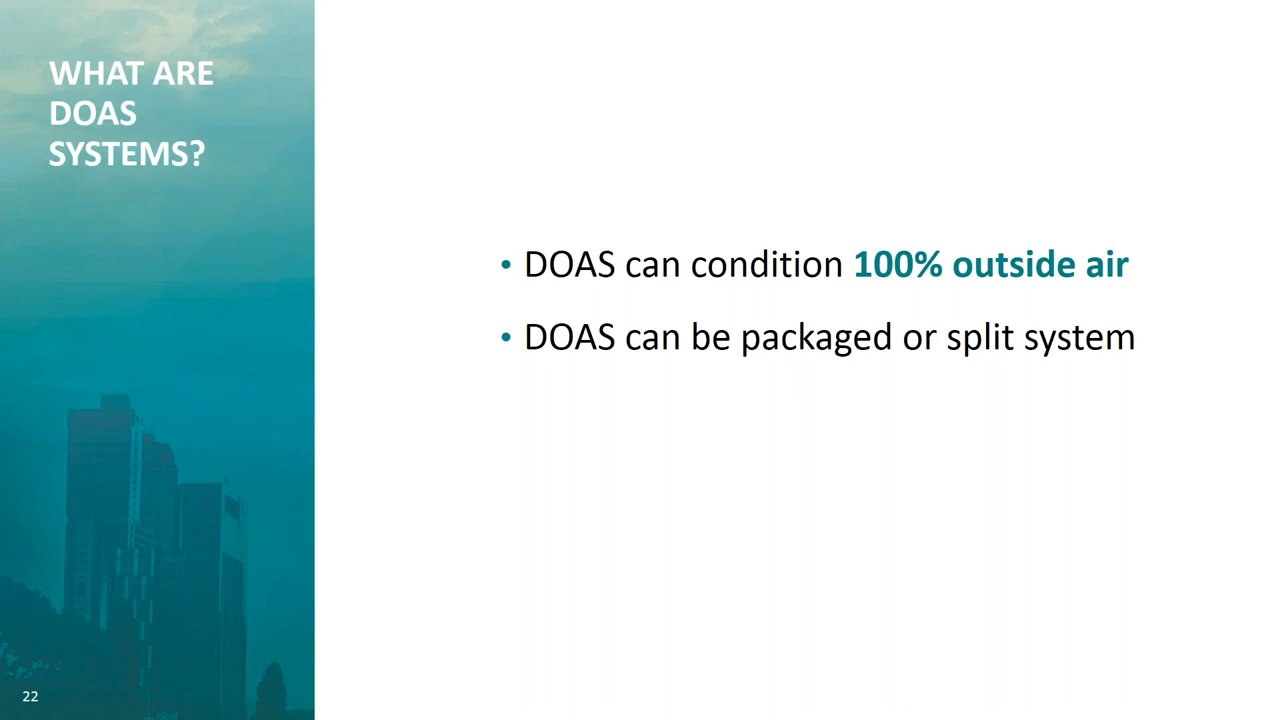 WHAT ARE
DOAS
SYSTEMS?
• DOAS can condition 100% outside air
• DOAS can be packaged or split system
22